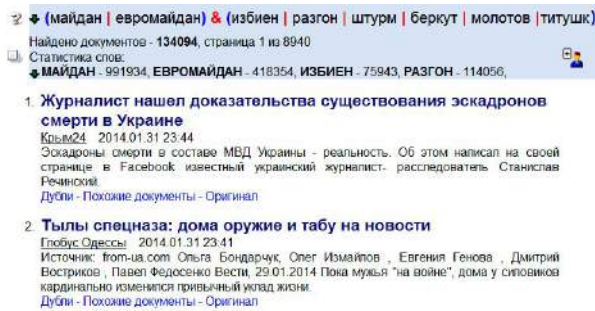 (майдан | евромайдан) & (избиен | разгон | штурм | беркут | молотов |титушк)
Найдено документов - 134094, страница 1 из 8940
Статистика слов:
МАЙДАН - 991934, ЕВРОМАЙДАН - 418354, ИЗБИЕН - 75943, РАЗГОН - 114056,
1. Журналист нашел доказательства существования эскадронов
смерти в Украине
Крым24 2014.01.31 23:44
Эскадроны смерти в составе МВД Украины - реальность. Об этом написал на своей
странице в Facebook известный украинский журналист- расследователь Станислав
Речинский.
Дубли - Похожие документы - Оригинал
2. Тылы спецназа: дома оружие и табу на новости
Глобус Одессы 2014.01.31 23:41
Источник: from-ua.com Ольга Бондарчук, Олег Измайлов , Евгения Генова , Дмитрий
Востриков , Павел Федосенко Вести, 29.01.2014 Пока мужья "на войне", дома у силовиков
кардинально изменился привычный уклад жизни.
Дубли - Похожие документы - Оригинал